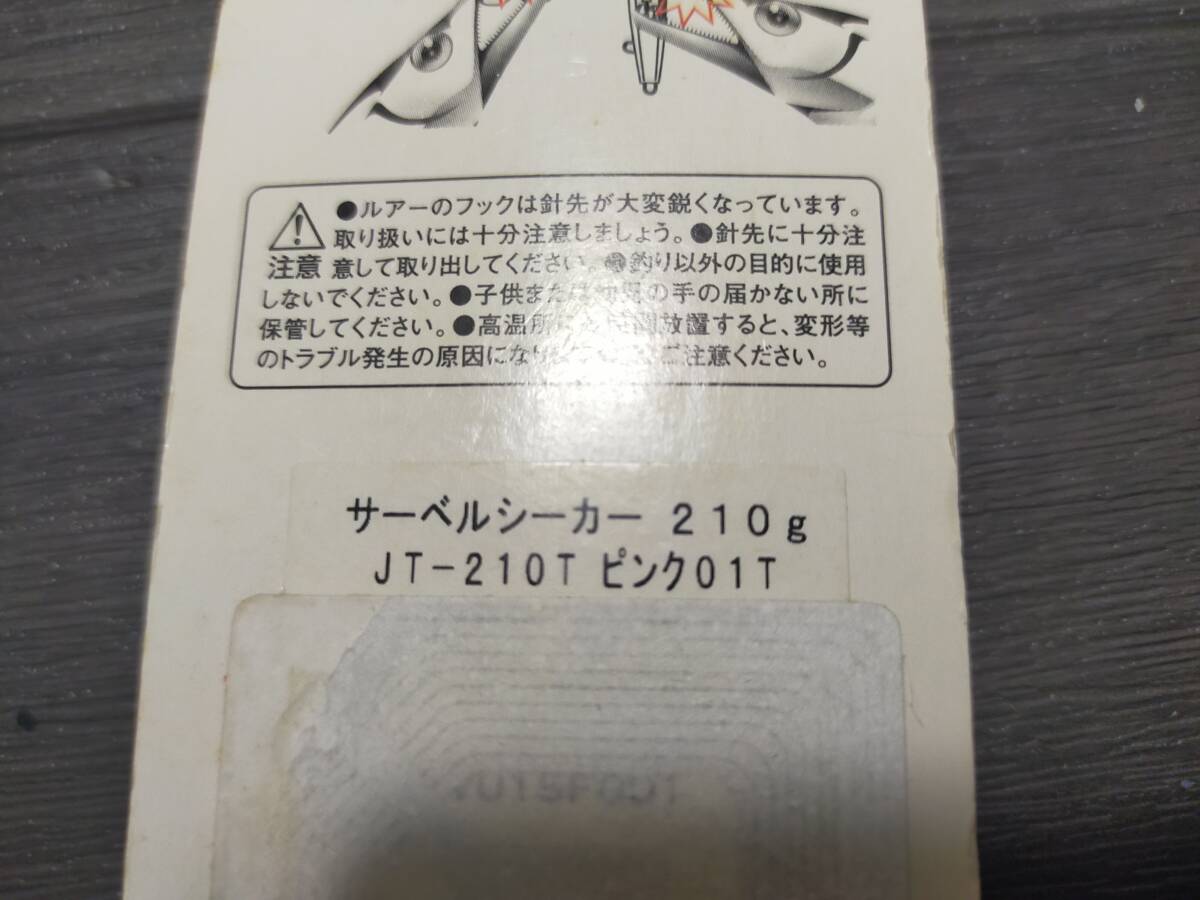 ●ルアーのフックは針先が大変鋭くなっています。
取り扱いには十分注意しましょう。●針先に十分注
注意 意して取り出してください。●釣り以外の目的に使用
しないでください。●子供または幼児の手の届かない所に
保管してください。●高温所に 放置すると、変形等
のトラブル発生の原因になり ご注意ください。
サーベルシーカー 210g
JT-210T ピンク01T